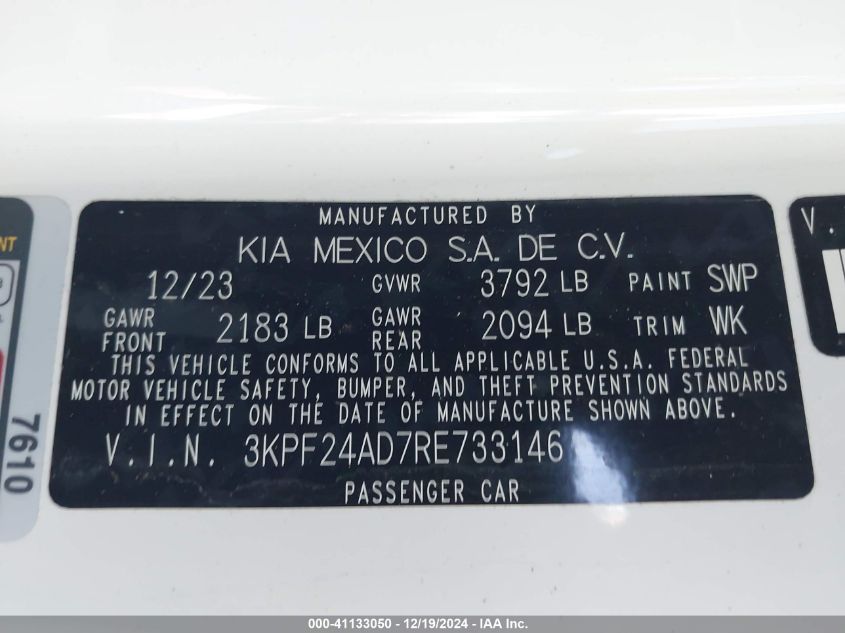 MANUFACTURED BY
KIA MEXICO S.A. DE C.V.
12/23 GVWR 3792 LB PAINT SWP
GAWR FRONT 2183 LB GAWR REAR 2094 LB TRIM WK
THIS VEHICLE CONFORMS TO ALL APPLICABLE U.S.A. FEDERAL
MOTOR VEHICLE SAFETY, BUMPER, AND THEFT PREVENTION STANDARDS
IN EFFECT ON THE DATE OF MANUFACTURE SHOWN ABOVE.
V.I.N. 3KPF24AD7RE733146
PASSENGER CAR
7610
000-41133050 - 12/19/2024 - IAA Inc.